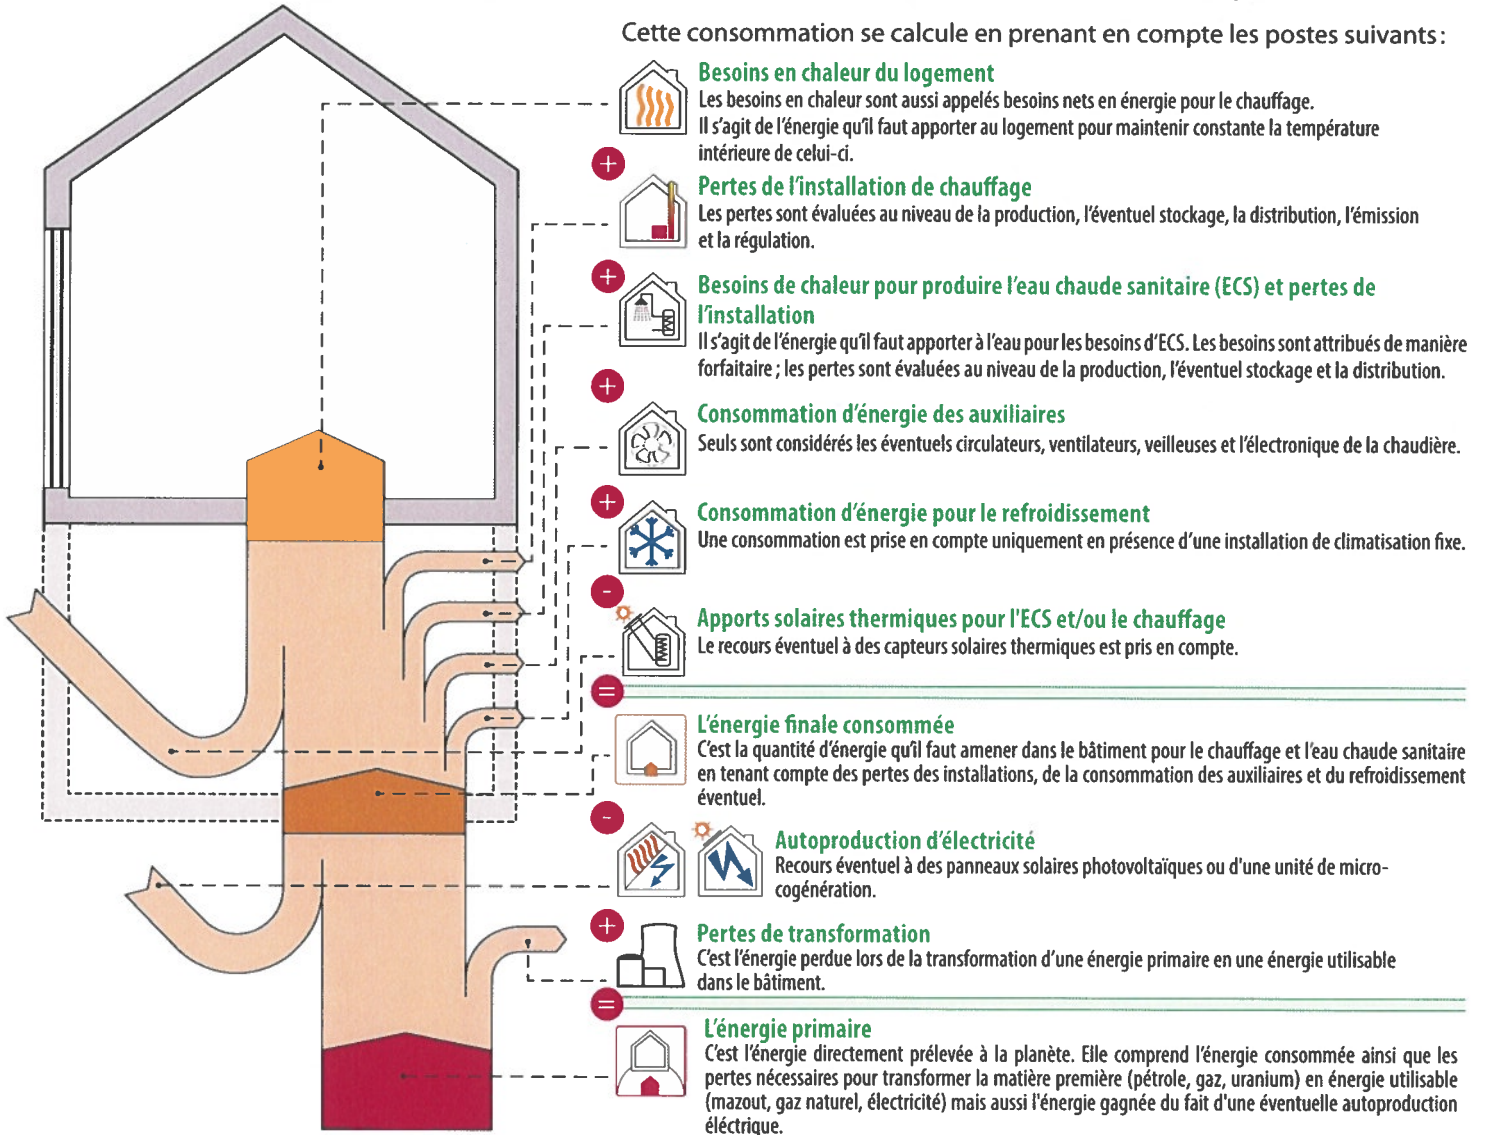 Cette consommation se calcule en prenant en compte les postes suivants :
Besoins en chaleur du logement
Les besoins en chaleur sont aussi appelés besoins nets en énergie pour le chauffage.
Il s'agit de l'énergie qu'il faut apporter au logement pour maintenir constante la température
intérieure de celui-ci.
+
Pertes de l'installation de chauffage
Les pertes sont évaluées au niveau de la production, l'éventuel stockage, la distribution, l'émission
et la régulation.
+
Besoins de chaleur pour produire l'eau chaude sanitaire (ECS) et pertes de
l'installation
Il s'agit de l'énergie qu'il faut apporter à l'eau pour les besoins d'ECS. Les besoins sont attribués de manière
forfaitaire ; les pertes sont évaluées au niveau de la production, l'éventuel stockage et la distribution.
+
Consommation d'énergie des auxiliaires
Seuls sont considérés les éventuels circulateurs, ventilateurs, veilleuses et l'électronique de la chaudière.
+
Consommation d'énergie pour le refroidissement
Une consommation est prise en compte uniquement en présence d'une installation de climatisation fixe.
-
Apports solaires thermiques pour l'ECS et/ou le chauffage
Le recours éventuel à des capteurs solaires thermiques est pris en compte.
=
L'énergie finale consommée
C'est la quantité d'énergie qu'il faut amener dans le bâtiment pour le chauffage et l'eau chaude sanitaire
en tenant compte des pertes des installations, de la consommation des auxiliaires et du refroidissement
éventuel.
-
Autoproduction d'électricité
Recours éventuel à des panneaux solaires photovoltaïques ou d'une unité de micro-
cogénération.
+
Pertes de transformation
C'est l'énergie perdue lors de la transformation d'une énergie primaire en une énergie utilisable
dans le bâtiment.
=
L'énergie primaire
C'est l'énergie directement prélevée à la planète. Elle comprend l'énergie consommée ainsi que les
pertes nécessaires pour transformer la matière première (pétrole, gaz, uranium) en énergie utilisable
(mazout, gaz naturel, électricité) mais aussi l'énergie gagnée du fait d'une éventuelle autoproduction
éléctrique.